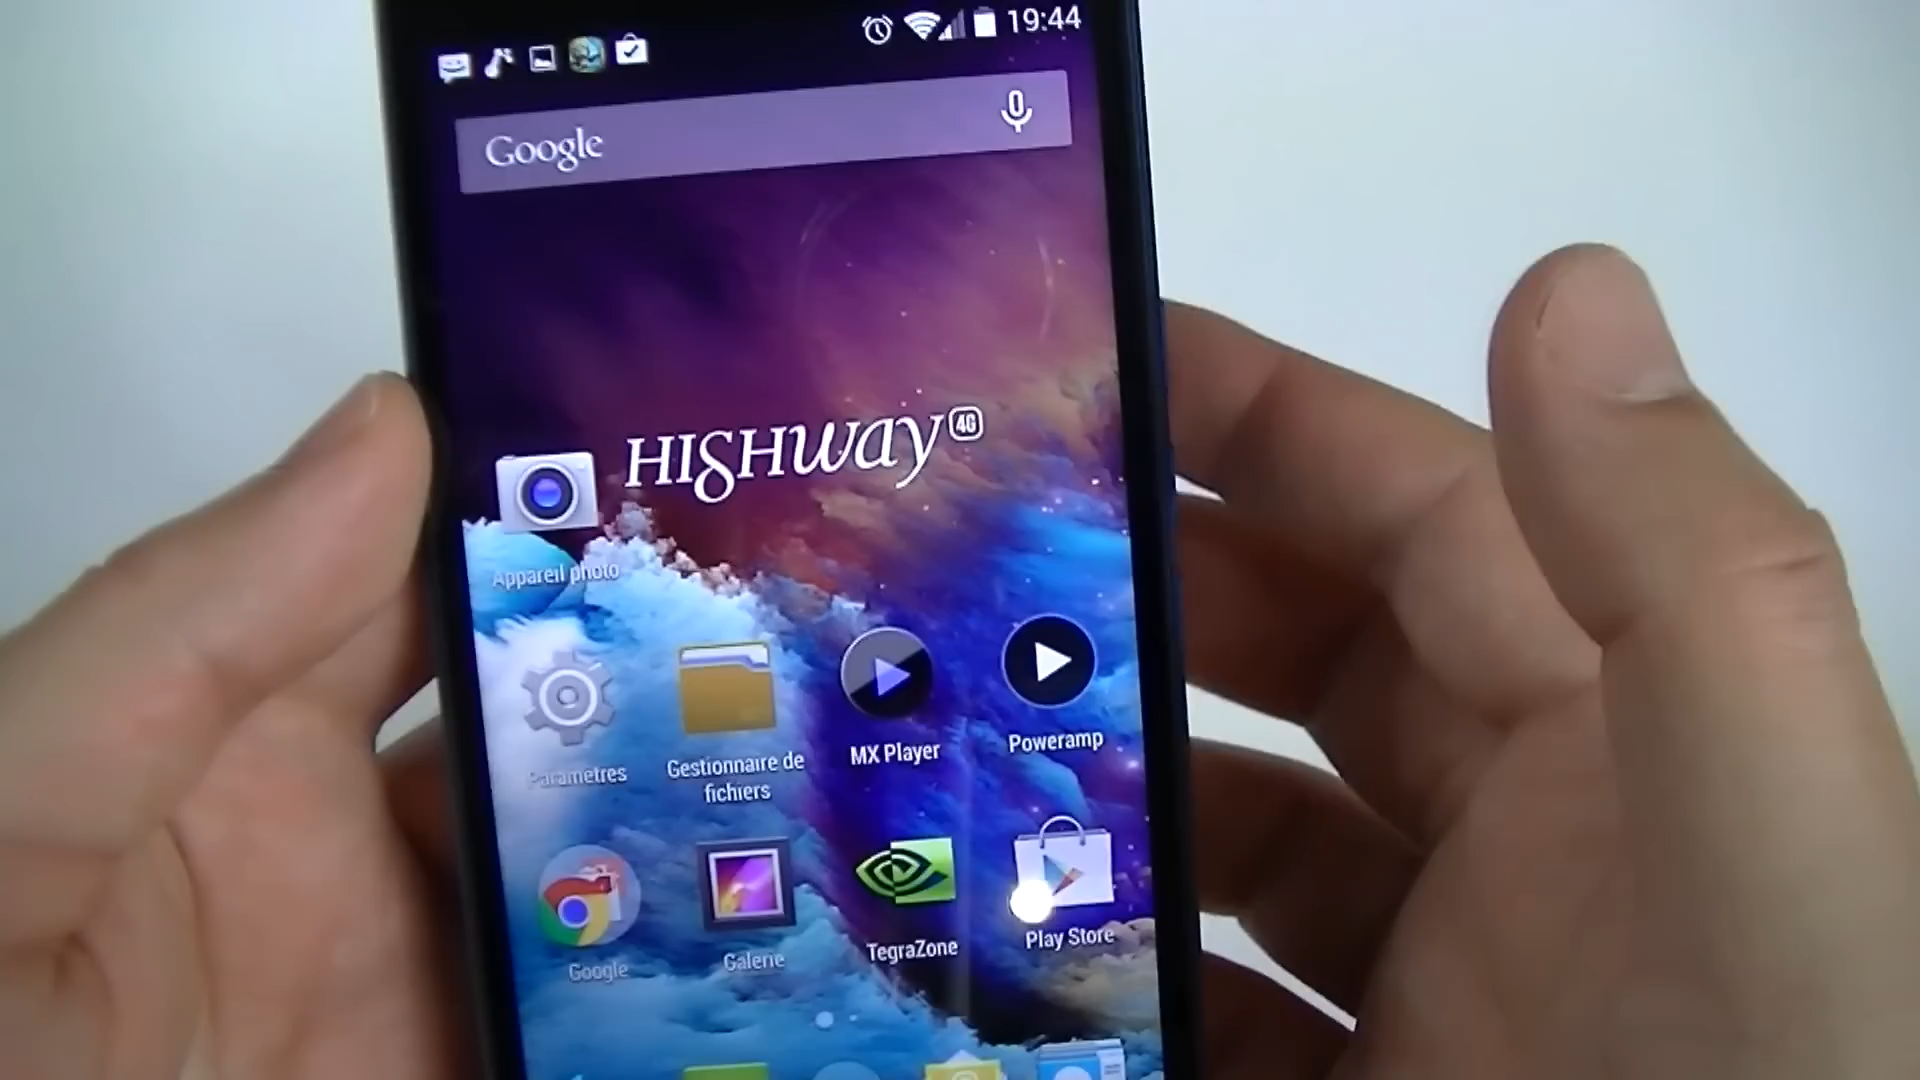 19:44
Google
HIGHWay 4G
Appareil photo
Paramètres
Gestionnaire de
fichiers
MX Player
Poweramp
Google
Galerie
TegraZone
Play Store